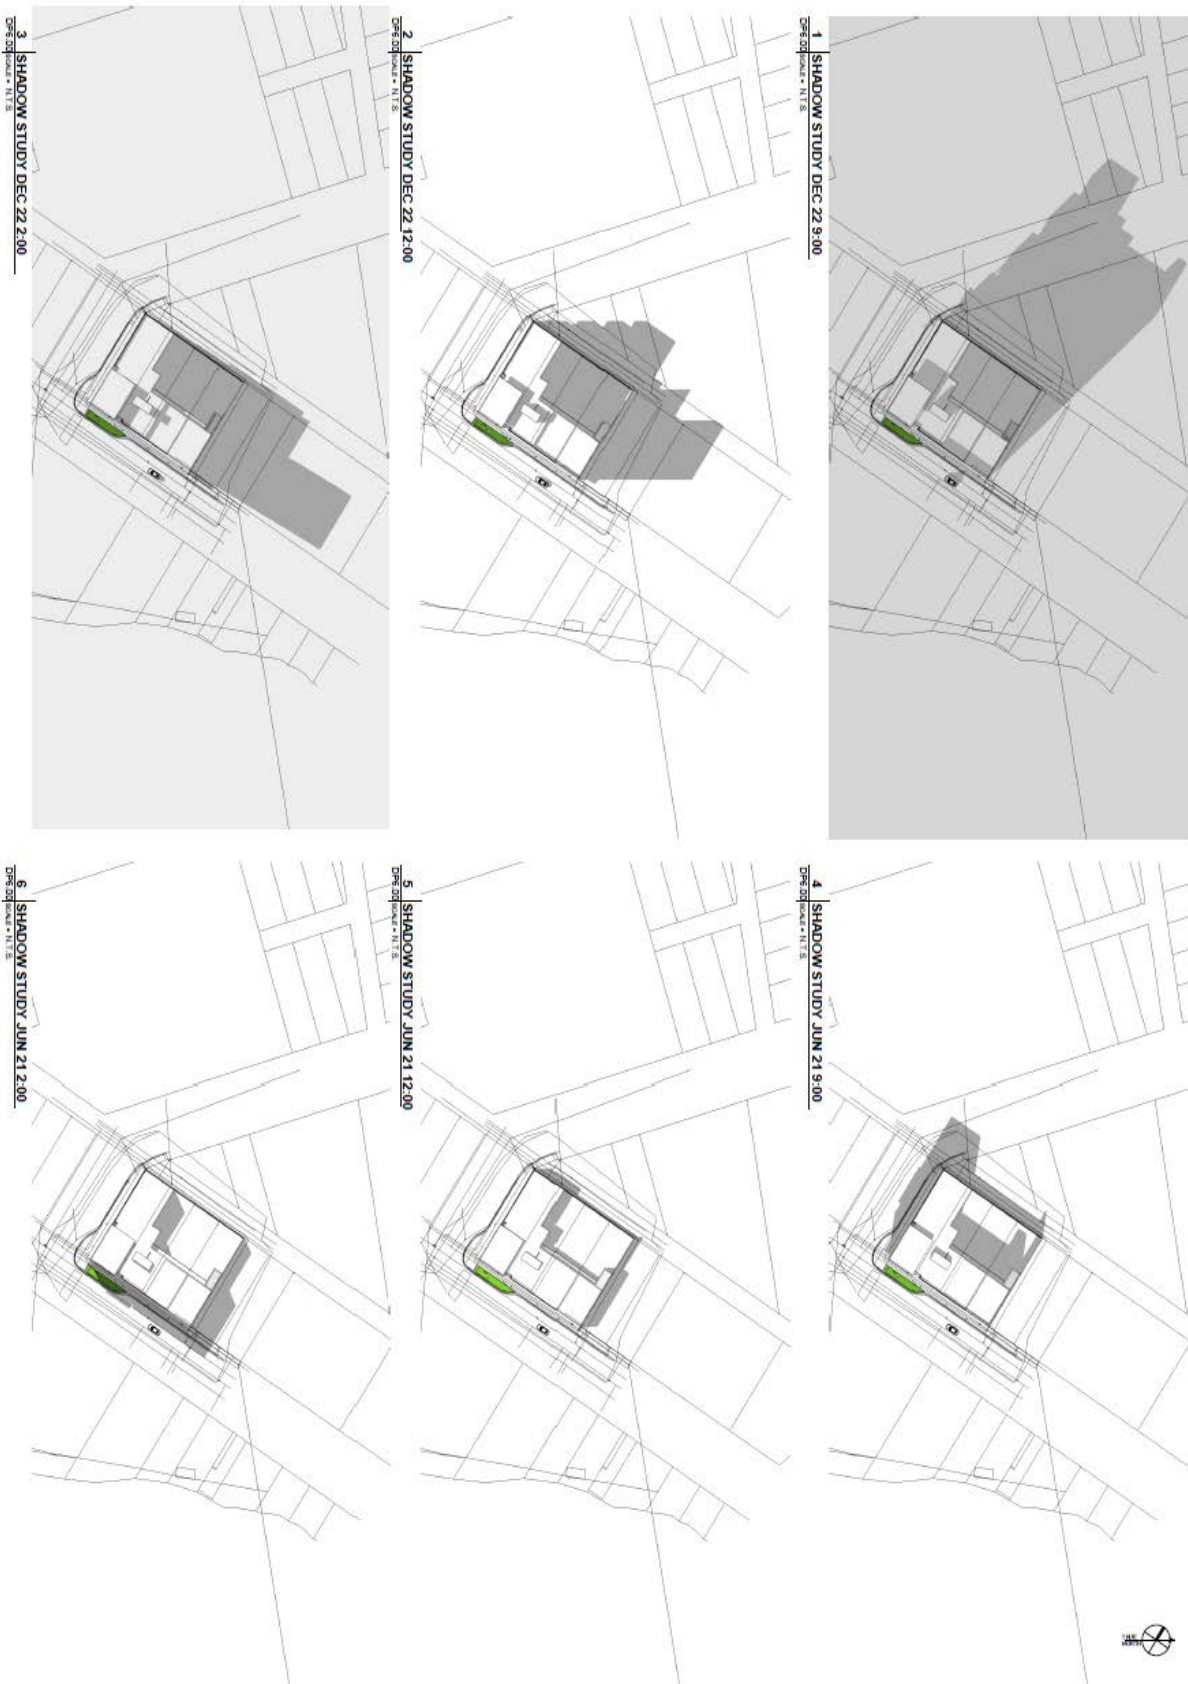 1 SHADOW STUDY DEC 22 9:00
DP6.00 SCALE = N.T.S.
2 SHADOW STUDY DEC 22 12:00
DP6.00 SCALE = N.T.S.
3 SHADOW STUDY DEC 22 2:00
DP6.00 SCALE = N.T.S.
4 SHADOW STUDY JUN 21 9:00
DP6.00 SCALE = N.T.S.
5 SHADOW STUDY JUN 21 12:00
DP6.00 SCALE = N.T.S.
6 SHADOW STUDY JUN 21 2:00
DP6.00 SCALE = N.T.S.
TRUE
NORTH